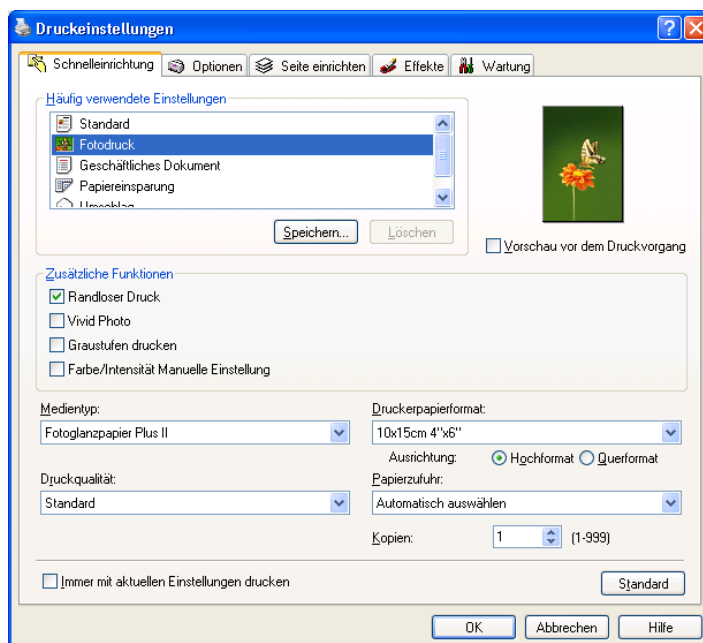 Druckeinstellungen
Schnelleinrichtung Optionen Seite einrichten Effekte Wartung
Häufig verwendete Einstellungen
Standard
Fotodruck
Geschäftliches Dokument
Papiereinsparung
Umschlag
Speichern... Löschen
Vorschau vor dem Druckvorgang
Zusätzliche Funktionen
Randloser Druck
Vivid Photo
Graustufen drucken
Farbe/Intensität Manuelle Einstellung
Medientyp:
Fotoglanzpapier Plus II
Druckerpapierformat:
10x15cm 4"x6"
Ausrichtung: Hochformat Querformat
Druckqualität:
Standard
Papierzufuhr:
Automatisch auswählen
Kopien: 1 (1-999)
Immer mit aktuellen Einstellungen drucken
Standard
OK Abbrechen Hilfe